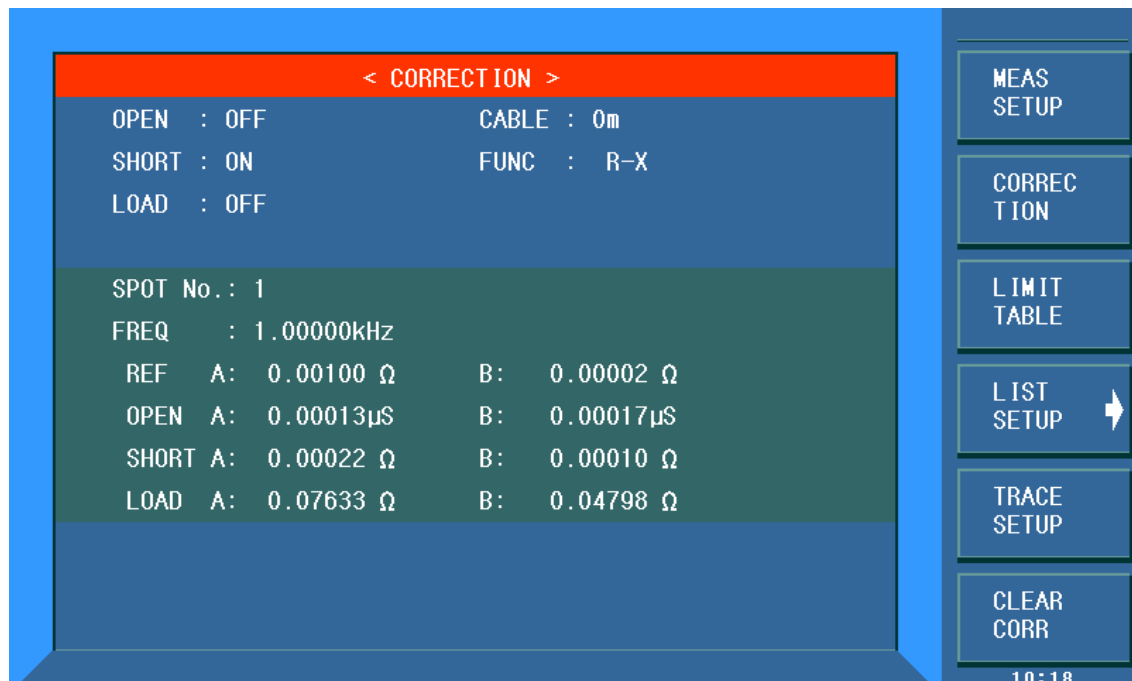 < CORRECTION >
OPEN : OFF CABLE : 0m
SHORT : ON FUNC : R-X
LOAD : OFF
SPOT No.: 1
FREQ : 1.00000kHz
REF A: 0.00100 Ω B: 0.00002 Ω
OPEN A: 0.00013µS B: 0.00017µS
SHORT A: 0.00022 Ω B: 0.00010 Ω
LOAD A: 0.07633 Ω B: 0.04798 Ω
MEAS
SETUP
CORREC
TION
LIMIT
TABLE
LIST
SETUP
TRACE
SETUP
CLEAR
CORR